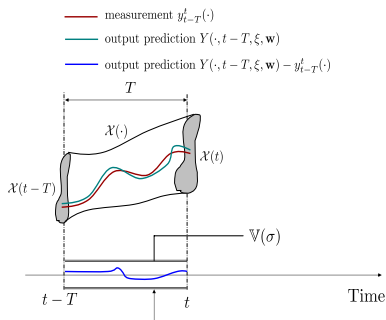 measurement $y_{t-T}^{t}(\cdot)$
output prediction $Y(\cdot, t-T, \xi, \mathbf{w})$
output prediction $Y(\cdot, t-T, \xi, \mathbf{w}) - y_{t-T}^{t}(\cdot)$
$T$
$\mathcal{X}(\cdot)$
$\mathcal{X}(t)$
$\mathcal{X}(t-T)$
$\mathbb{V}(\sigma)$
$t-T$
$t$
Time